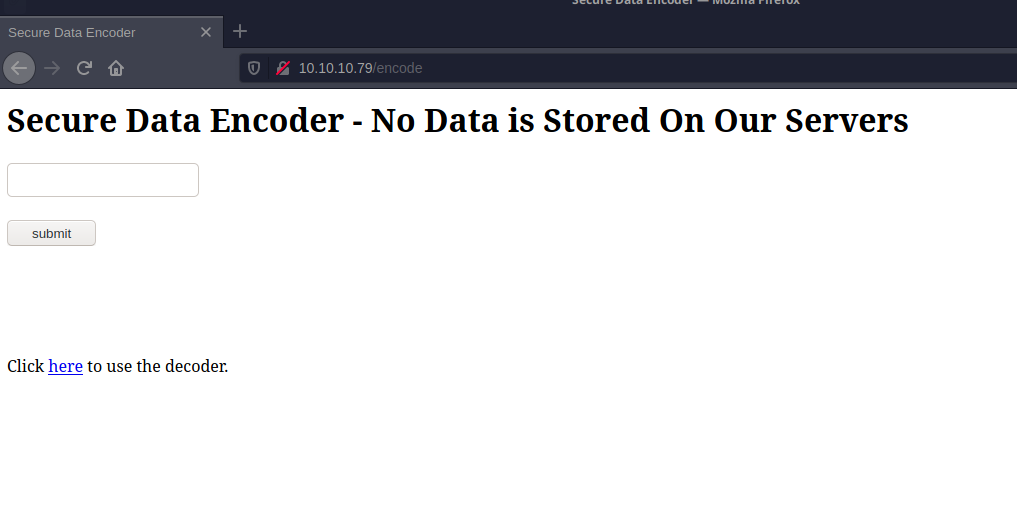 Secure Data Encoder — Mozilla Firefox
Secure Data Encoder
10.10.10.79/encode
Secure Data Encoder - No Data is Stored On Our Servers
submit
Click here to use the decoder.